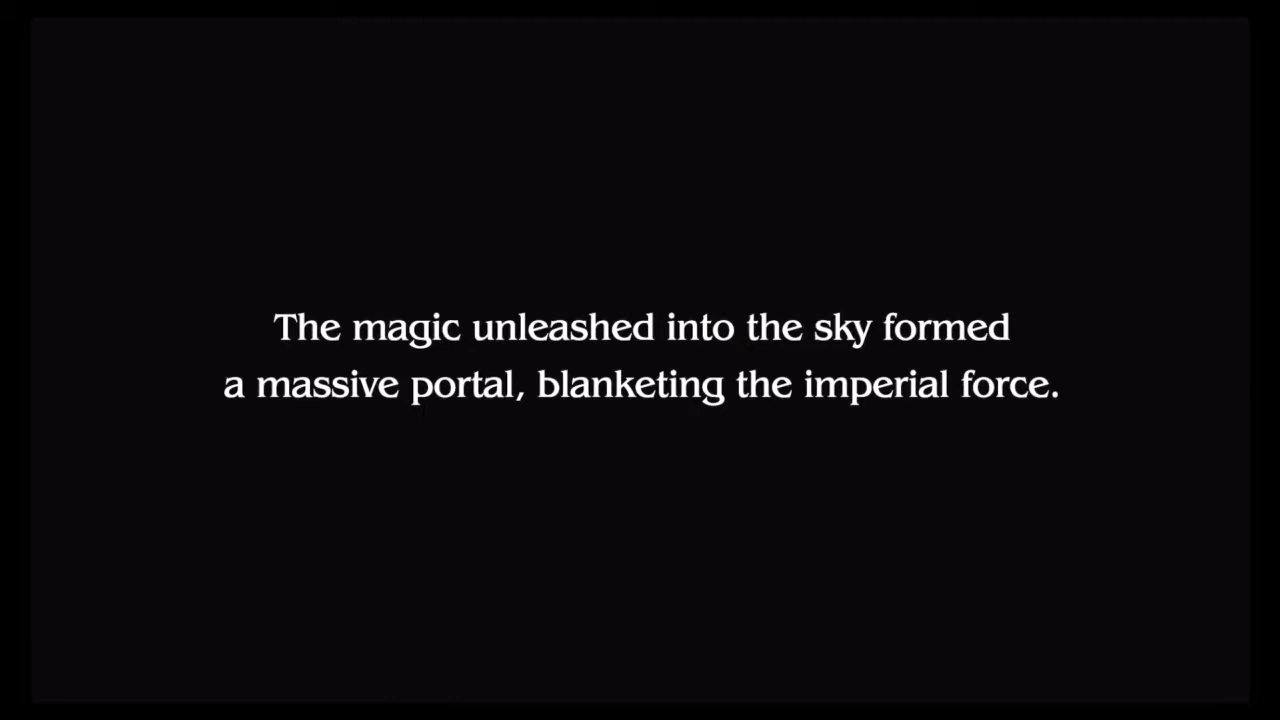 The magic unleashed into the sky formed
a massive portal, blanketing the imperial force.